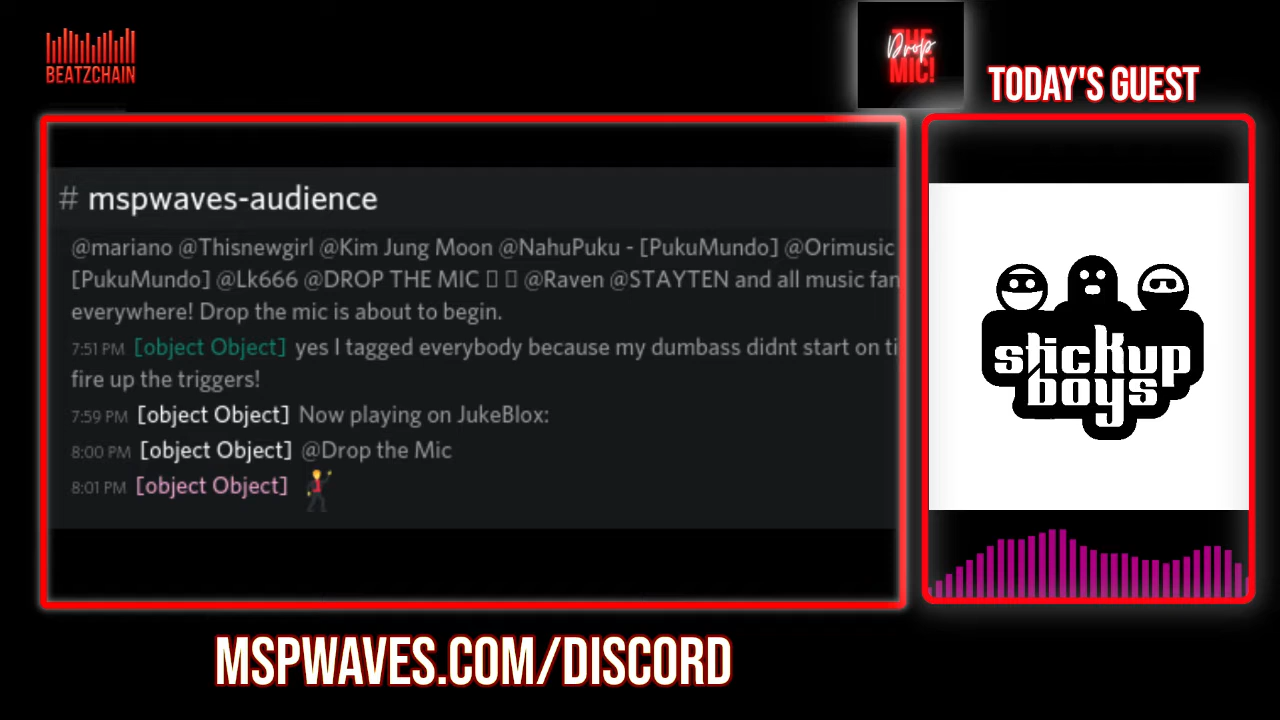 BEATZCHAIN
THE
Drop
MIC!
TODAY'S GUEST
# mspwaves-audience
@mariano @Thisnewgirl @Kim Jung Moon @NahuPuku - [PukuMundo] @Orimusic
[PukuMundo] @Lk666 @DROP THE MIC @Raven @STAYTEN and all music fan
everywhere! Drop the mic is about to begin.
7:51 PM [object Object] yes I tagged everybody because my dumbass didnt start on ti
fire up the triggers!
7:59 PM [object Object] Now playing on JukeBlox:
8:00 PM [object Object] @Drop the Mic
8:01 PM [object Object]
stickup
boys
MSPWAVES.COM/DISCORD